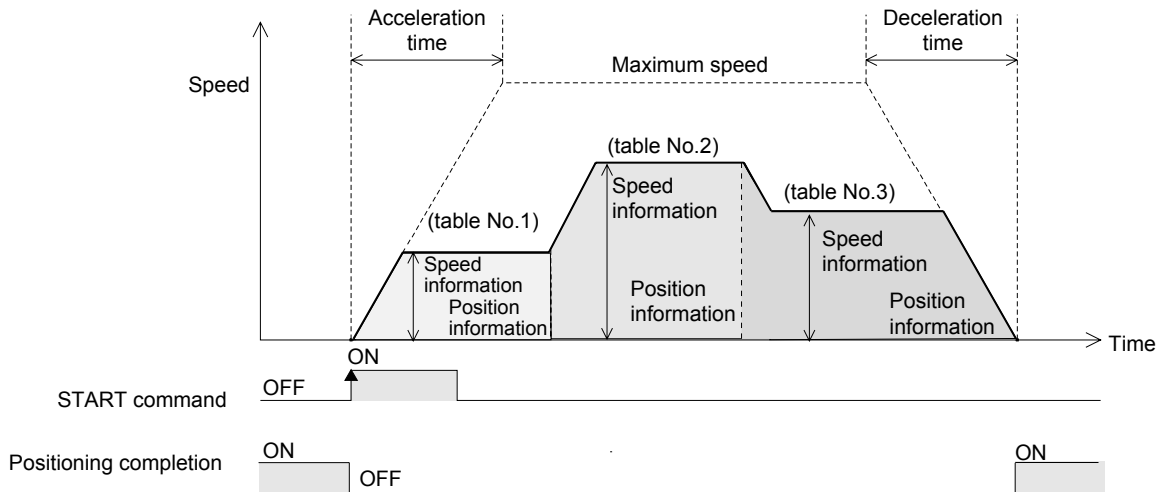 Acceleration
time
Deceleration
time
Maximum speed
Speed
(table No.2)
Speed
information
(table No.3)
(table No.1)
Speed
information
Speed
information
Position
information
Position
information
Position
information
Time
ON
OFF
START command
ON
ON
Positioning completion
OFF